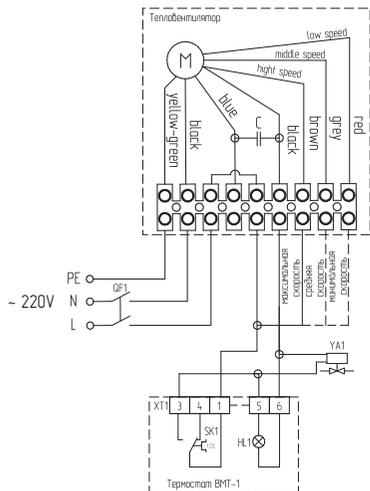 Тепловентилятор
low speed
middle speed
hight speed
M
yellow-green
black
blue
C
black
brown
grey
red
PE
QF1
N
~ 220V
L
максимальная скорость
средняя скорость
минимальная скорость
YA1
XT1
3
4
1
5
6
SK1
HL1
Термостат ВМТ-1